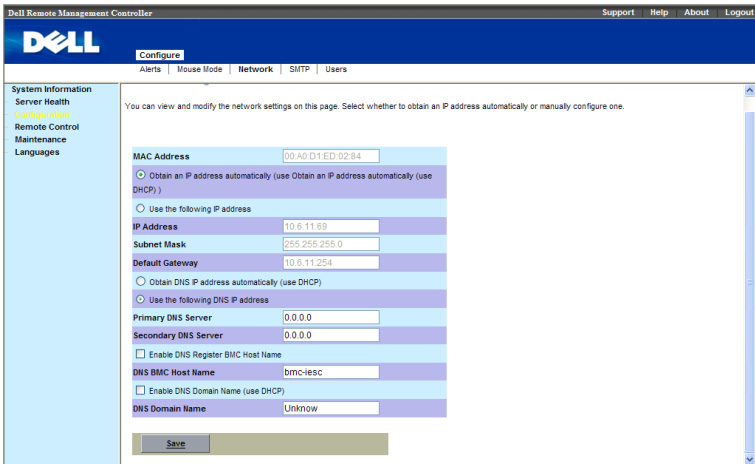 Dell Remote Management Controller
Support | Help | About | Logout
DELL
Configure
Alerts | Mouse Mode | Network | SMTP | Users
System Information
Server Health
Configuration
Remote Control
Maintenance
Languages
You can view and modify the network settings on this page. Select whether to obtain an IP address automatically or manually configure one.
MAC Address 00:A0:D1:ED:02:84
Obtain an IP address automatically (use Obtain an IP address automatically (use
DHCP) )
Use the following IP address
IP Address 10.6.11.69
Subnet Mask 255.255.255.0
Default Gateway 10.6.11.254
Obtain DNS IP address automatically (use DHCP)
Use the following DNS IP address
Primary DNS Server 0.0.0.0
Secondary DNS Server 0.0.0.0
Enable DNS Register BMC Host Name
DNS BMC Host Name bmc-iesc
Enable DNS Domain Name (use DHCP)
DNS Domain Name Unknow
Save